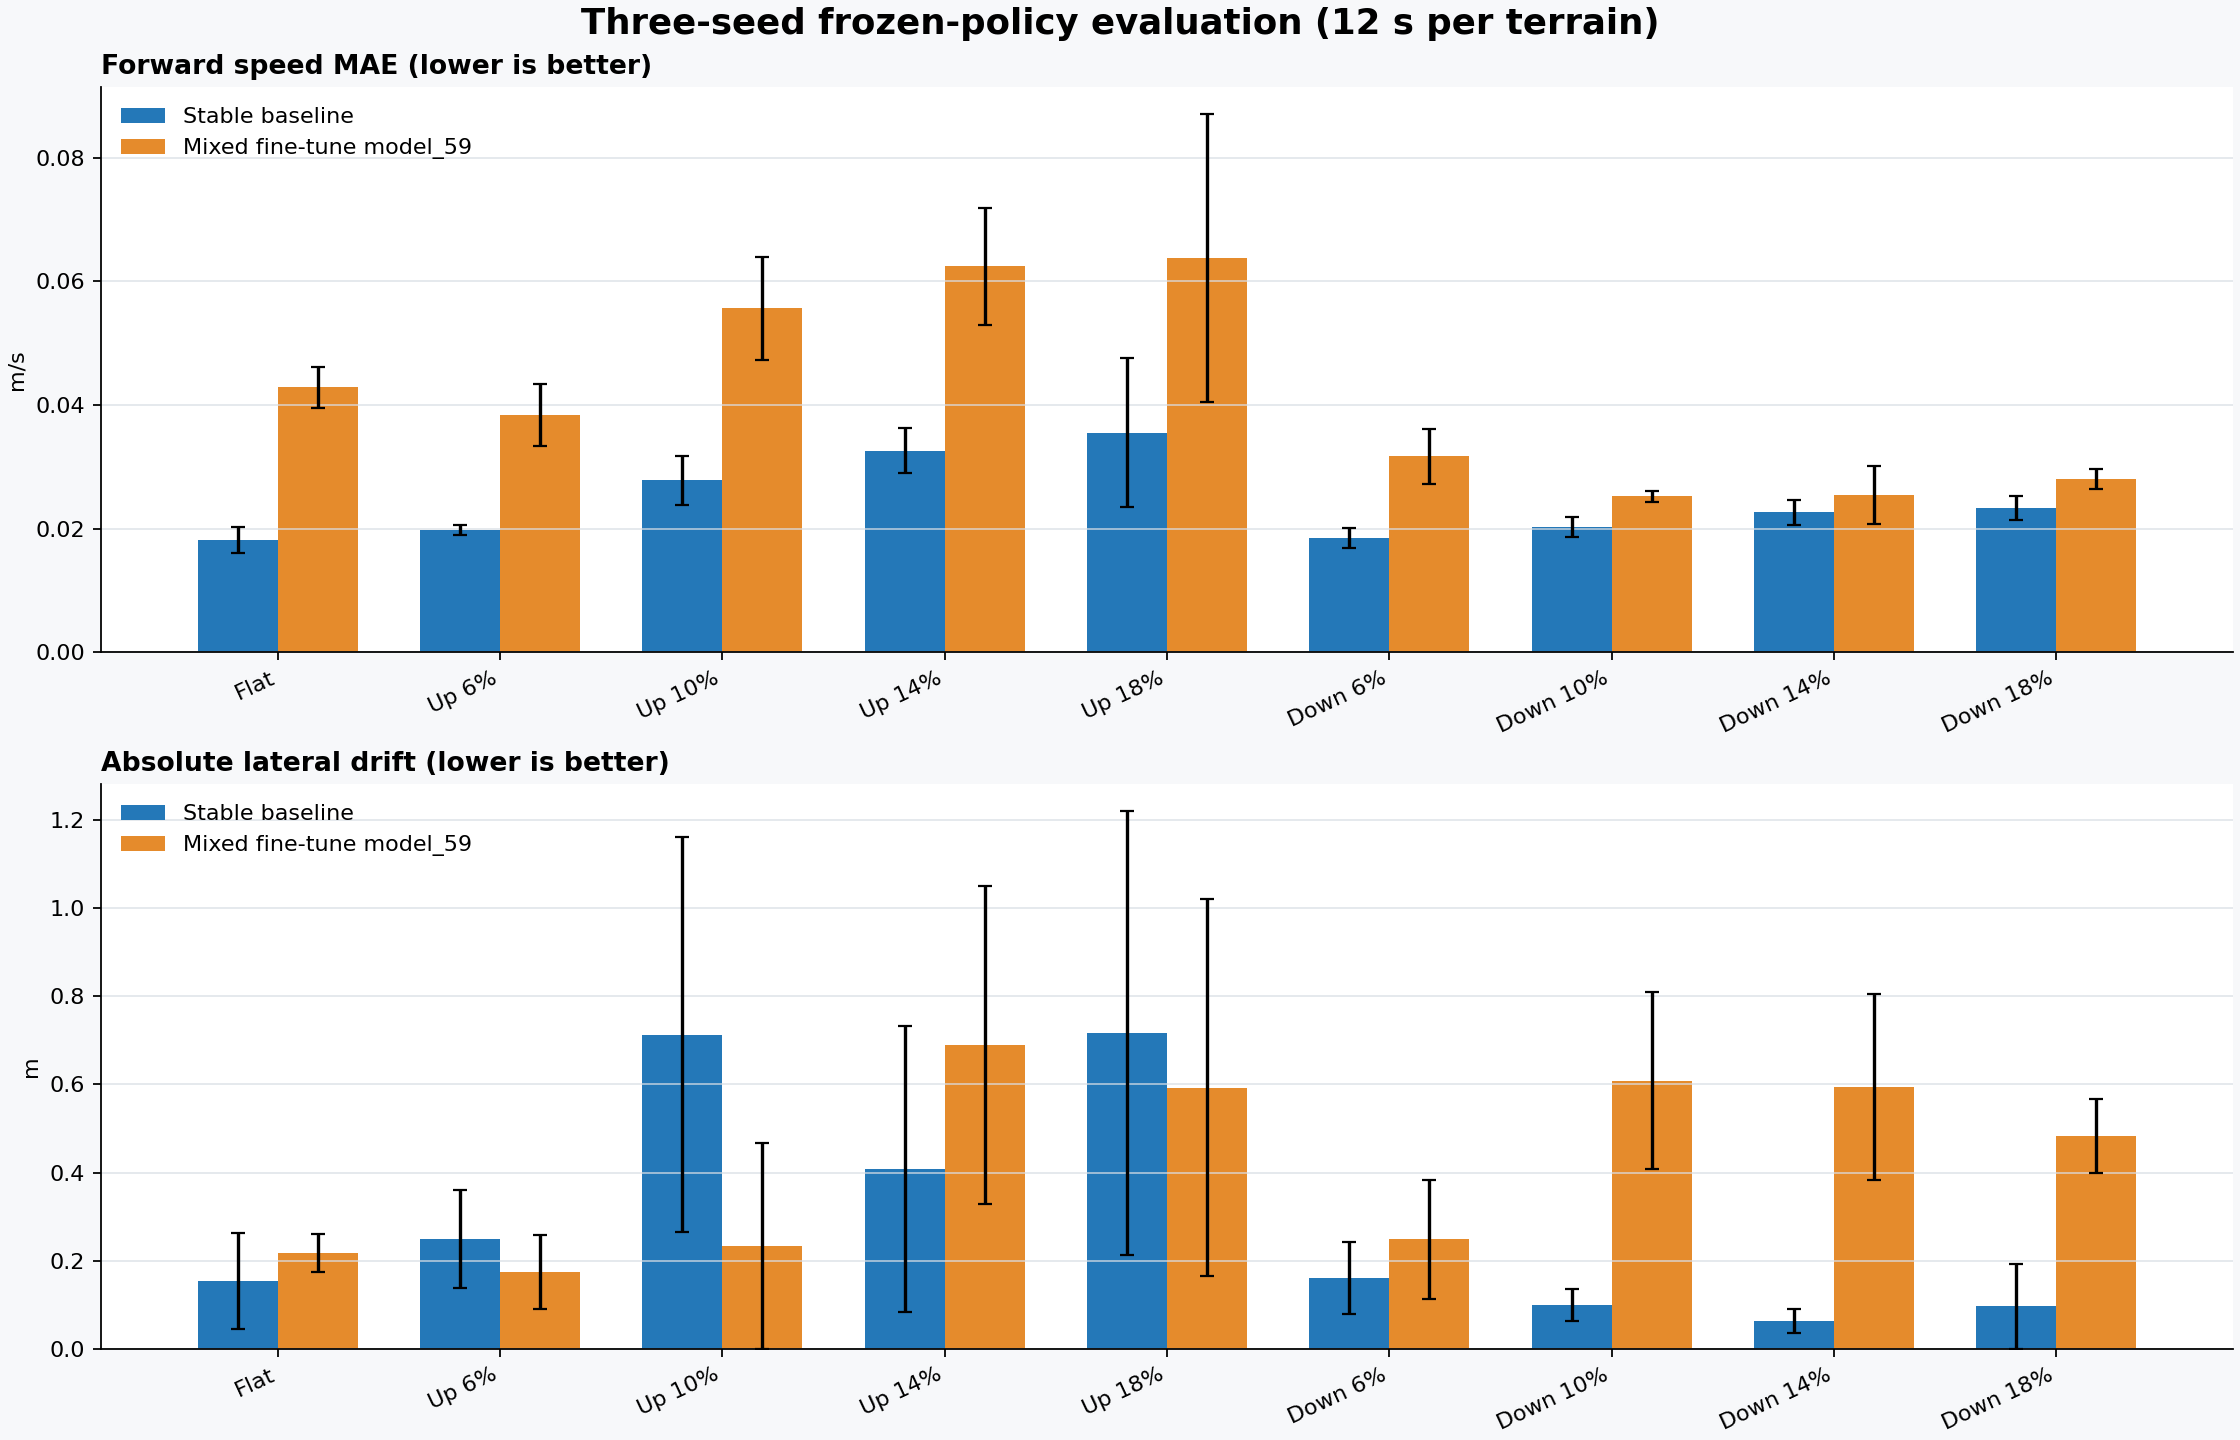 Three-seed frozen-policy evaluation (12 s per terrain)
Forward speed MAE (lower is better)
Stable baseline
Mixed fine-tune model_59
0.08
0.06
0.04
0.02
0.00
m/s
Flat
Up 6%
Up 10%
Up 14%
Up 18%
Down 6%
Down 10%
Down 14%
Down 18%
Absolute lateral drift (lower is better)
Stable baseline
Mixed fine-tune model_59
1.2
1.0
0.8
0.6
0.4
0.2
0.0
m
Flat
Up 6%
Up 10%
Up 14%
Up 18%
Down 6%
Down 10%
Down 14%
Down 18%